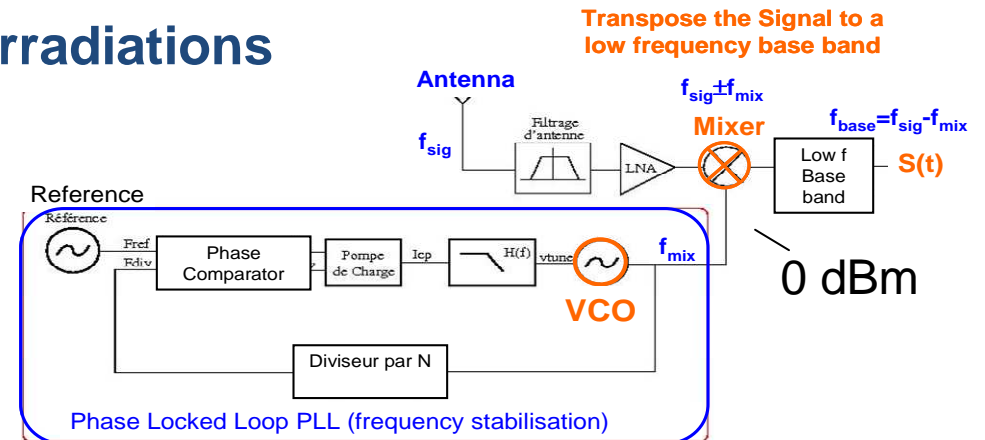 rradiations
Transpose the Signal to a
low frequency base band
Antenna
fsig±fmix
Mixer
fbase=fsig-fmix
fsig
Filtrage
d'antenne
LNA
Low f
Base
band
S(t)
Reference
Référence
Fref
Fdiv
Phase
Comparator
Pompe
de Charge
Icp
H(f)
vtune
fmix
VCO
0 dBm
Diviseur par N
Phase Locked Loop PLL (frequency stabilisation)